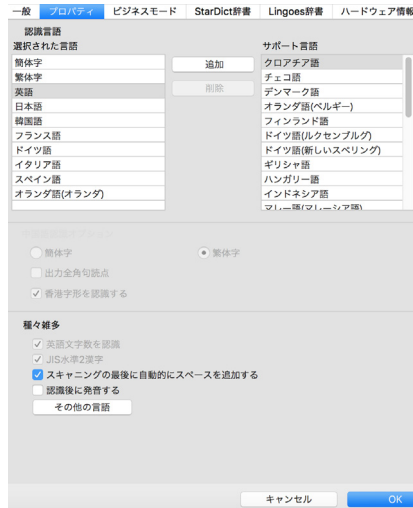 一般 プロパティ ビジネスモード StarDict辞書 Lingoes辞書 ハードウェア情報
認識言語
選択された言語
簡体字
繁体字
英語
日本語
韓国語
フランス語
ドイツ語
イタリア語
スペイン語
オランダ語(オランダ)
追加
削除
サポート言語
クロアチア語
チェコ語
デンマーク語
オランダ語(ベルギー)
フィンランド語
ドイツ語(ルクセンブルグ)
ドイツ語(新しいスペリング)
ギリシャ語
ハンガリー語
インドネシア語
マレー語(マレーシア語)
簡体字 繁体字
出力全角句読点
香港字形を認識する
種々維多
英語文字数を認識
JIS水準2漢字
スキャニングの最後に自動的にスペースを追加する
認識後に発音する
その他の言語
キャンセル OK